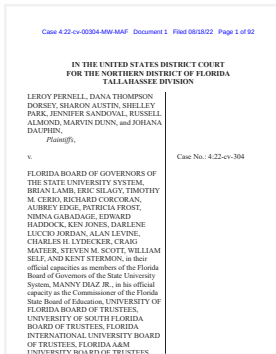 Case 4:22-cv-00304-MW-MAF Document 1 Filed 08/18/22 Page 1 of 92
IN THE UNITED STATES DISTRICT COURT
FOR THE NORTHERN DISTRICT OF FLORIDA
TALLAHASSEE DIVISION
LEROY PERNELL, DANA THOMPSON
DORSEY, SHARON AUSTIN, SHELLEY
PARK, JENNIFER SANDOVAL, RUSSELL
ALMOND, MARVIN DUNN, and JOHANA
DAUPHIN,
Plaintiffs,
v.
Case No.: 4:22-cv-304
FLORIDA BOARD OF GOVERNORS OF
THE STATE UNIVERSITY SYSTEM,
BRIAN LAMB, ERIC SILAGY, TIMOTHY
M. CERIO, RICHARD CORCORAN,
AUBREY EDGE, PATRICIA FROST,
NIMNA GABADAGE, EDWARD
HADDOCK, KEN JONES, DARLENE
LUCCIO JORDAN, ALAN LEVINE,
CHARLES H. LYDECKER, CRAIG
MATEER, STEVEN M. SCOTT, WILLIAM
SELF, AND KENT STERMON, in their
official capacities as members of the Florida
Board of Governors of the State University
System, MANNY DIAZ JR., in his official
capacity as the Commissioner of the Florida
State Board of Education, UNIVERSITY OF
FLORIDA BOARD OF TRUSTEES,
UNIVERSITY OF SOUTH FLORIDA
BOARD OF TRUSTEES, FLORIDA
INTERNATIONAL UNIVERSITY BOARD
OF TRUSTEES, FLORIDA A&M
UNIVERSITY BOARD OF TRUSTEES,